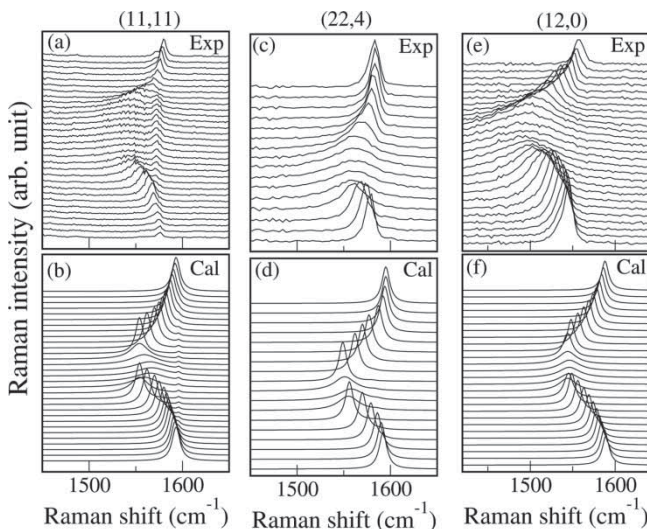 (11,11) (22,4) (12,0)
(a) Exp (c) Exp (e) Exp
(b) Cal (d) Cal (f) Cal
Raman intensity (arb. unit)
1500 1600 1500 1600 1500 1600
Raman shift (cm⁻¹) Raman shift (cm⁻¹) Raman shift (cm⁻¹)